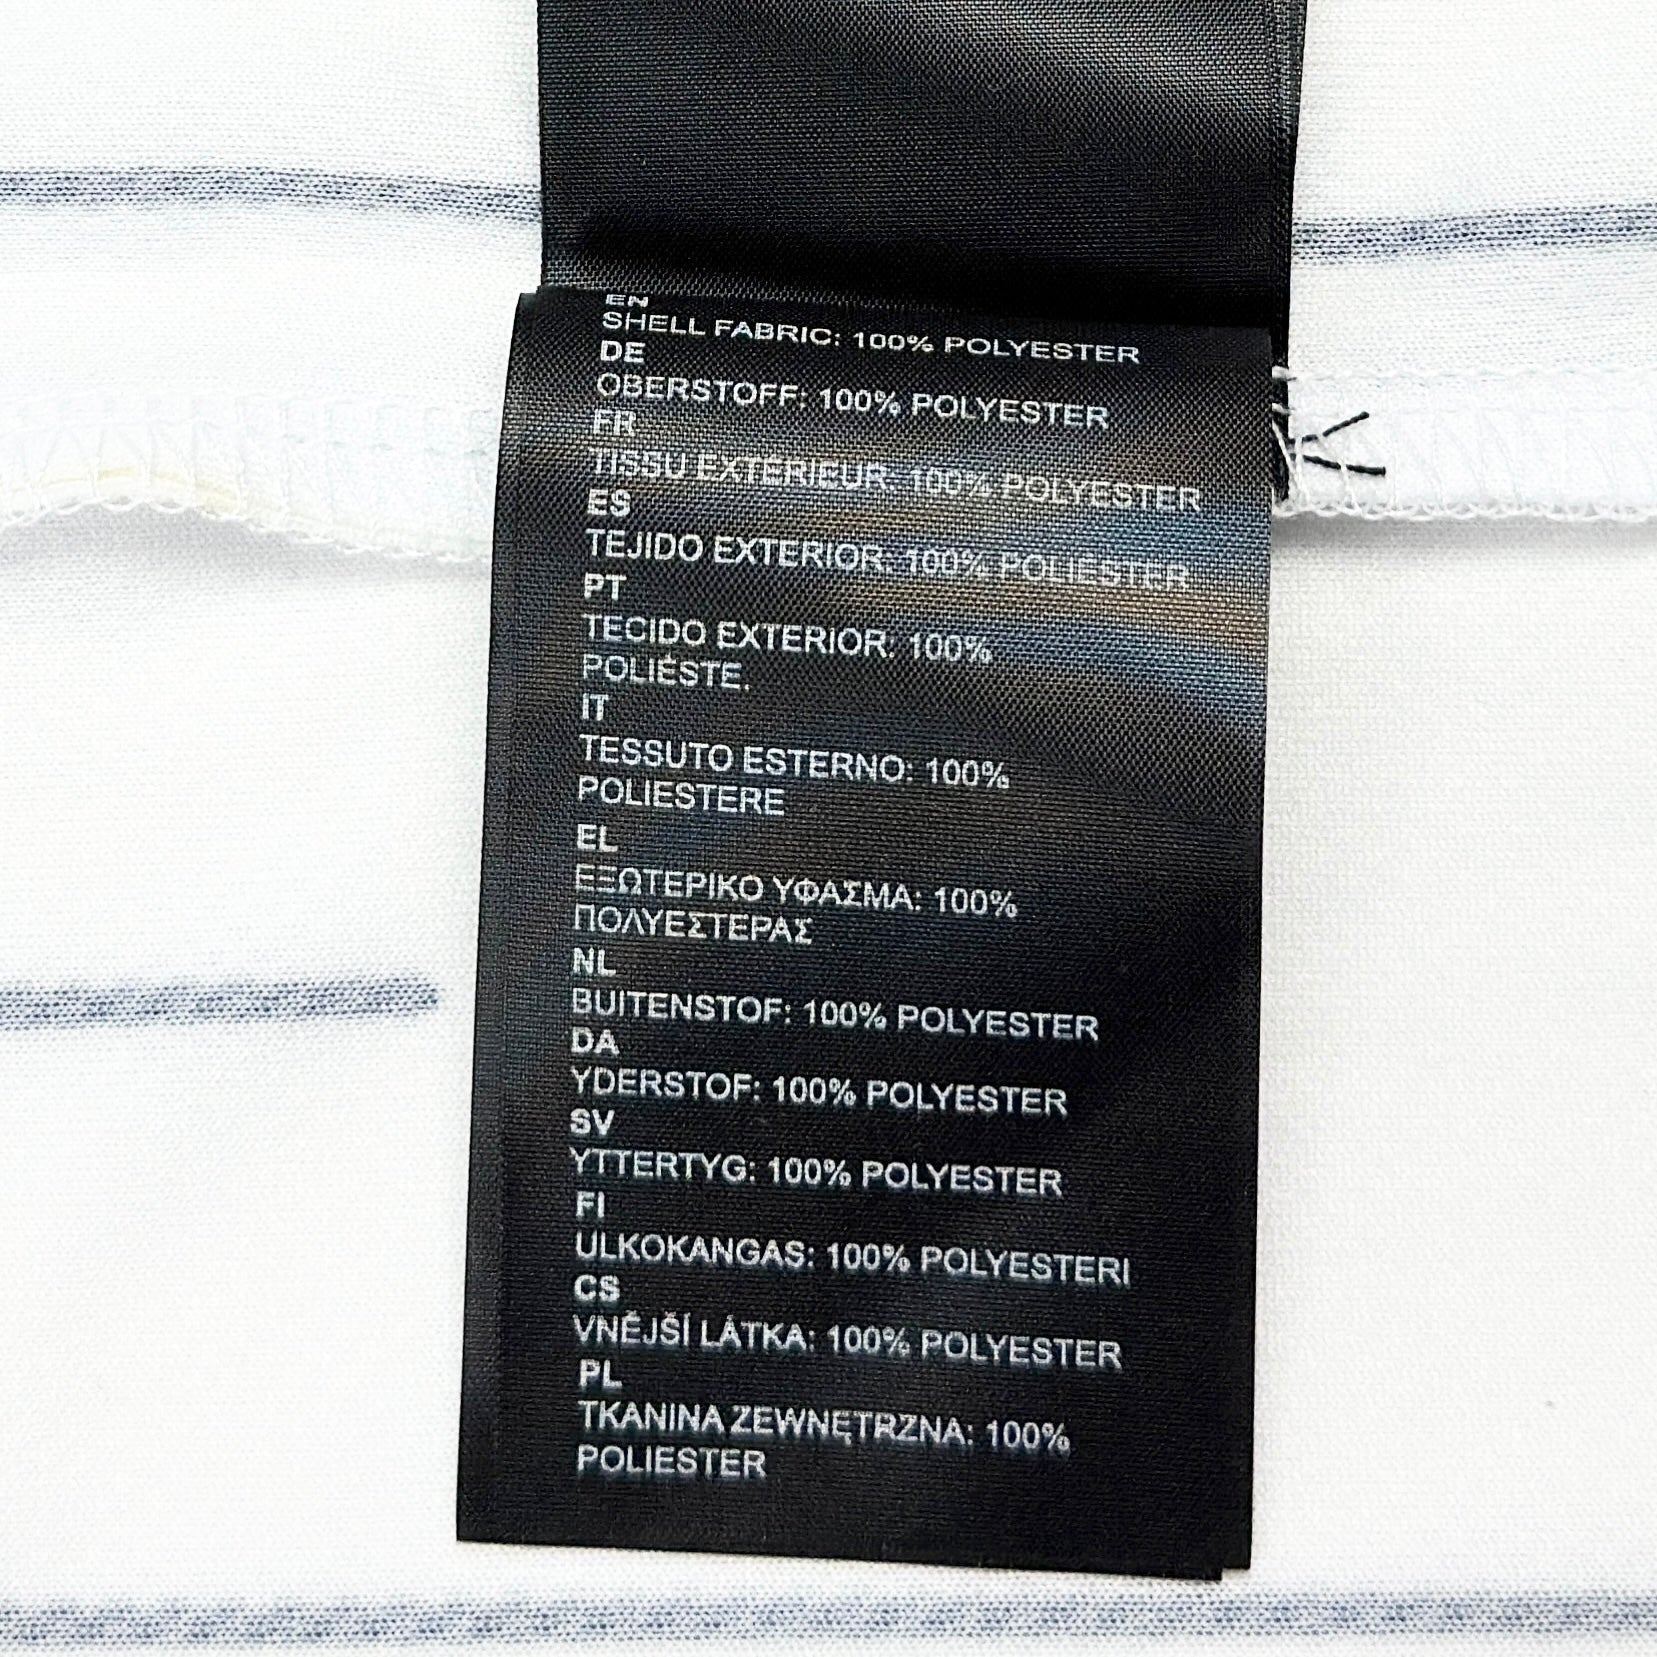 EN
SHELL FABRIC: 100% POLYESTER
DE
OBERSTOFF: 100% POLYESTER
FR
TISSU EXTÉRIEUR: 100% POLYESTER
ES
TEJIDO EXTERIOR: 100% POLIÉSTER
PT
TECIDO EXTERIOR. 100%
POLIÉSTE.
IT
TESSUTO ESTERNO: 100%
POLIESTERE
EL
ΕΞΩΤΕΡΙΚΟ ΥΦΑΣΜΑ: 100%
ΠΟΛΥΕΣΤΕΡΑΣ
NL
BUITENSTOF: 100% POLYESTER
DA
YDERSTOF: 100% POLYESTER
SV
YTTERTYG: 100% POLYESTER
FI
ULKOKANGAS: 100% POLYESTERI
CS
VNĚJŠÍ LÁTKA: 100% POLYESTER
PL
TKANINA ZEWNĘTRZNA: 100%
POLIESTER